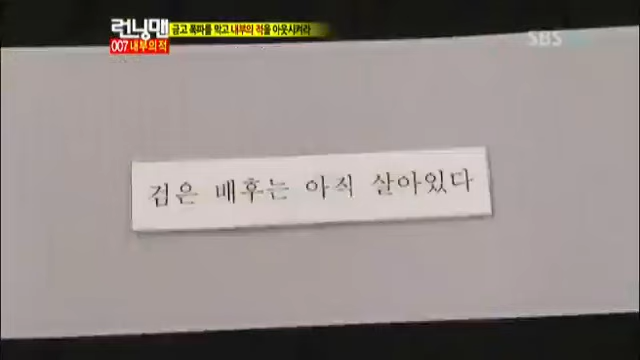 런닝맨 금고 폭파를 막고 내부의 적을 아웃시켜라
007 내부의 적
SBS
검은 배후는 아직 살아있다